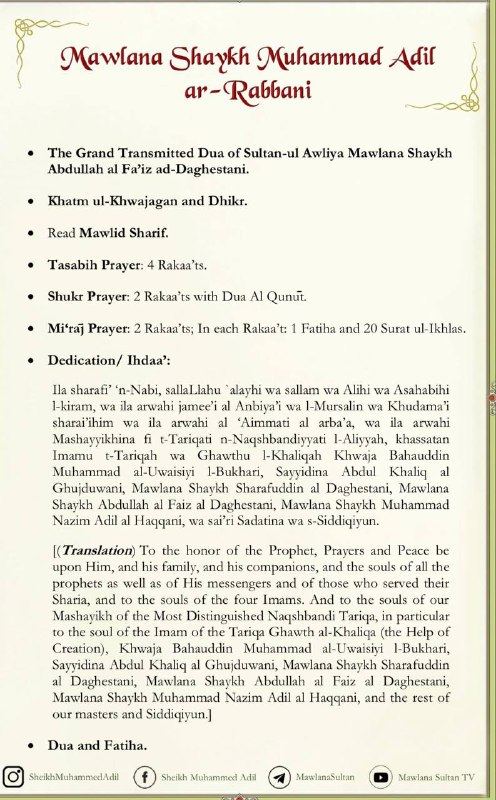 Mawlana Shaykh Muhammad Adil
ar-Rabbani
• The Grand Transmitted Dua of Sultan-ul Awliya Mawlana Shaykh
Abdullah al Fa'iz ad-Daghestani.
• Khatm ul-Khwajagan and Dhikr.
• Read Mawlid Sharif.
• Tasabih Prayer: 4 Rakaa'ts.
• Shukr Prayer: 2 Rakaa'ts with Dua Al Qunūt.
• Mi'rāj Prayer: 2 Rakaa'ts; In each Rakaa't: 1 Fatiha and 20 Surat ul-Ikhlas.
• Dedication/ Ihdaa':
Ila sharafi' 'n-Nabi, sallaLlahu `alayhi wa sallam wa Alihi wa Asahabihi
l-kiram, wa ila arwahi jamee'i al Anbiya'i wa l-Mursalin wa Khudama'i
sharai'ihim wa ila arwahi al 'Aimmati al arba'a, wa ila arwahi
Mashayyikhina fi t-Tariqati n-Naqshbandiyyati l-Aliyyah, khassatan
Imamu t-Tariqah wa Ghawthu l-Khaliqah Khwaja Bahauddin
Muhammad al-Uwaisiyi l-Bukhari, Sayyidina Abdul Khaliq al
Ghujduwani, Mawlana Shaykh Sharafuddin al Daghestani, Mawlana
Shaykh Abdullah al Faiz al Daghestani, Mawlana Shaykh Muhammad
Nazim Adil al Haqqani, wa sai'ri Sadatina wa s-Siddiqiyun.
[(Translation) To the honor of the Prophet, Prayers and Peace be
upon Him, and his family, and his companions, and the souls of all the
prophets as well as of His messengers and of those who served their
Sharia, and to the souls of the four Imams. And to the souls of our
Mashayikh of the Most Distinguished Naqshbandi Tariqa, in particular
to the soul of the Imam of the Tariqa Ghawth al-Khaliqa (the Help of
Creation), Khwaja Bahauddin Muhammad al-Uwaisiyi l-Bukhari,
Sayyidina Abdul Khaliq al Ghujduwani, Mawlana Shaykh Sharafuddin
al Daghestani, Mawlana Shaykh Abdullah al Faiz al Daghestani,
Mawlana Shaykh Muhammad Nazim Adil al Haqqani, and the rest of
our masters and Siddiqiyun.]
• Dua and Fatiha.
SheikhMuhammedAdil Sheikh Muhammed Adil MawlanaSultan Mawlana Sultan TV